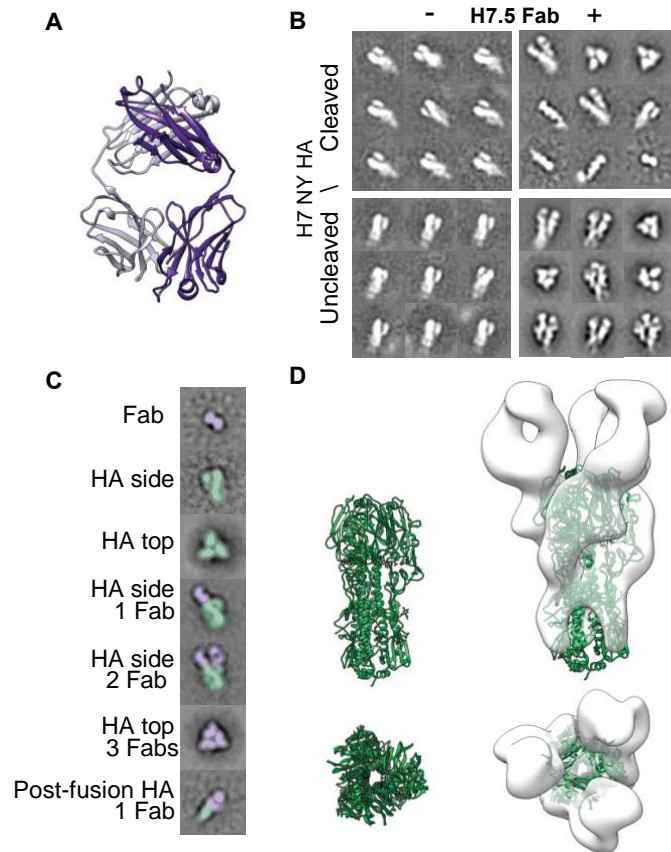 A
B
- H7.5 Fab +
H7 NY HA
Cleaved
\
Uncleaved
C
Fab
HA side
HA top
HA side
1 Fab
HA side
2 Fab
HA top
3 Fabs
Post-fusion HA
1 Fab
D